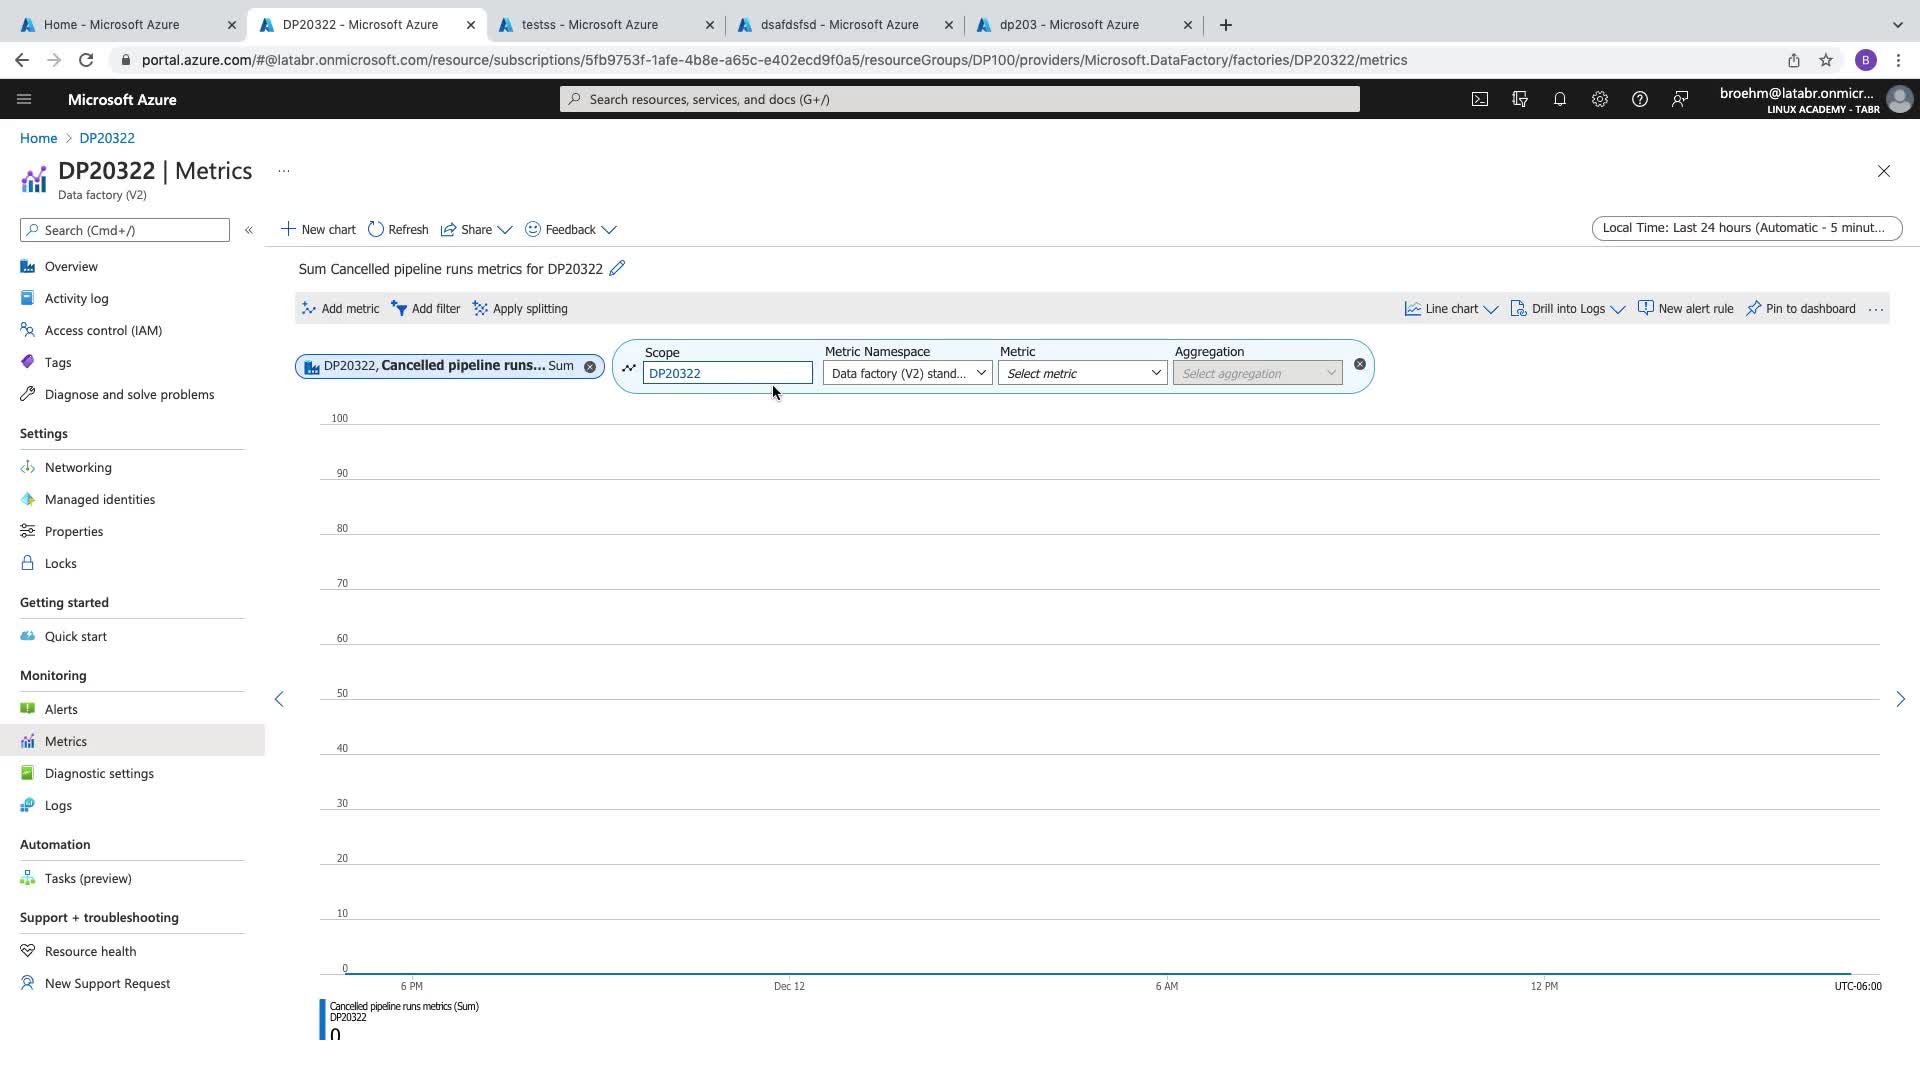 Home - Microsoft Azure
DP20322 - Microsoft Azure
testss - Microsoft Azure
dsafdsfsd - Microsoft Azure
dp203 - Microsoft Azure
portal.azure.com/#@latabr.onmicrosoft.com/resource/subscriptions/5fb9753f-1afe-4b8e-a65c-e402ecd9f0a5/resourceGroups/DP100/providers/Microsoft.DataFactory/factories/DP20322/metrics
B
Microsoft Azure
Search resources, services, and docs (G+/)
broehm@latabr.onmicr...
LINUX ACADEMY - TABR
Home > DP20322
DP20322 | Metrics ...
Data factory (V2)
Search (Cmd+/)
«
Overview
Activity log
Access control (IAM)
Tags
Diagnose and solve problems
Settings
Networking
Managed identities
Properties
Locks
Getting started
Quick start
Monitoring
Alerts
Metrics
Diagnostic settings
Logs
Automation
Tasks (preview)
Support + troubleshooting
Resource health
New Support Request
New chart
Refresh
Share
Feedback
Local Time: Last 24 hours (Automatic - 5 minut...
Sum Cancelled pipeline runs metrics for DP20322
Add metric
Add filter
Apply splitting
Line chart
Drill into Logs
New alert rule
Pin to dashboard
...
DP20322, Cancelled pipeline runs... Sum
Scope
DP20322
Metric Namespace
Data factory (V2) stand...
Metric
Select metric
Aggregation
Select aggregation
100
90
80
70
60
50
40
30
20
10
0
6 PM
Dec 12
6 AM
12 PM
UTC-06:00
Cancelled pipeline runs metrics (Sum)
DP20322
0